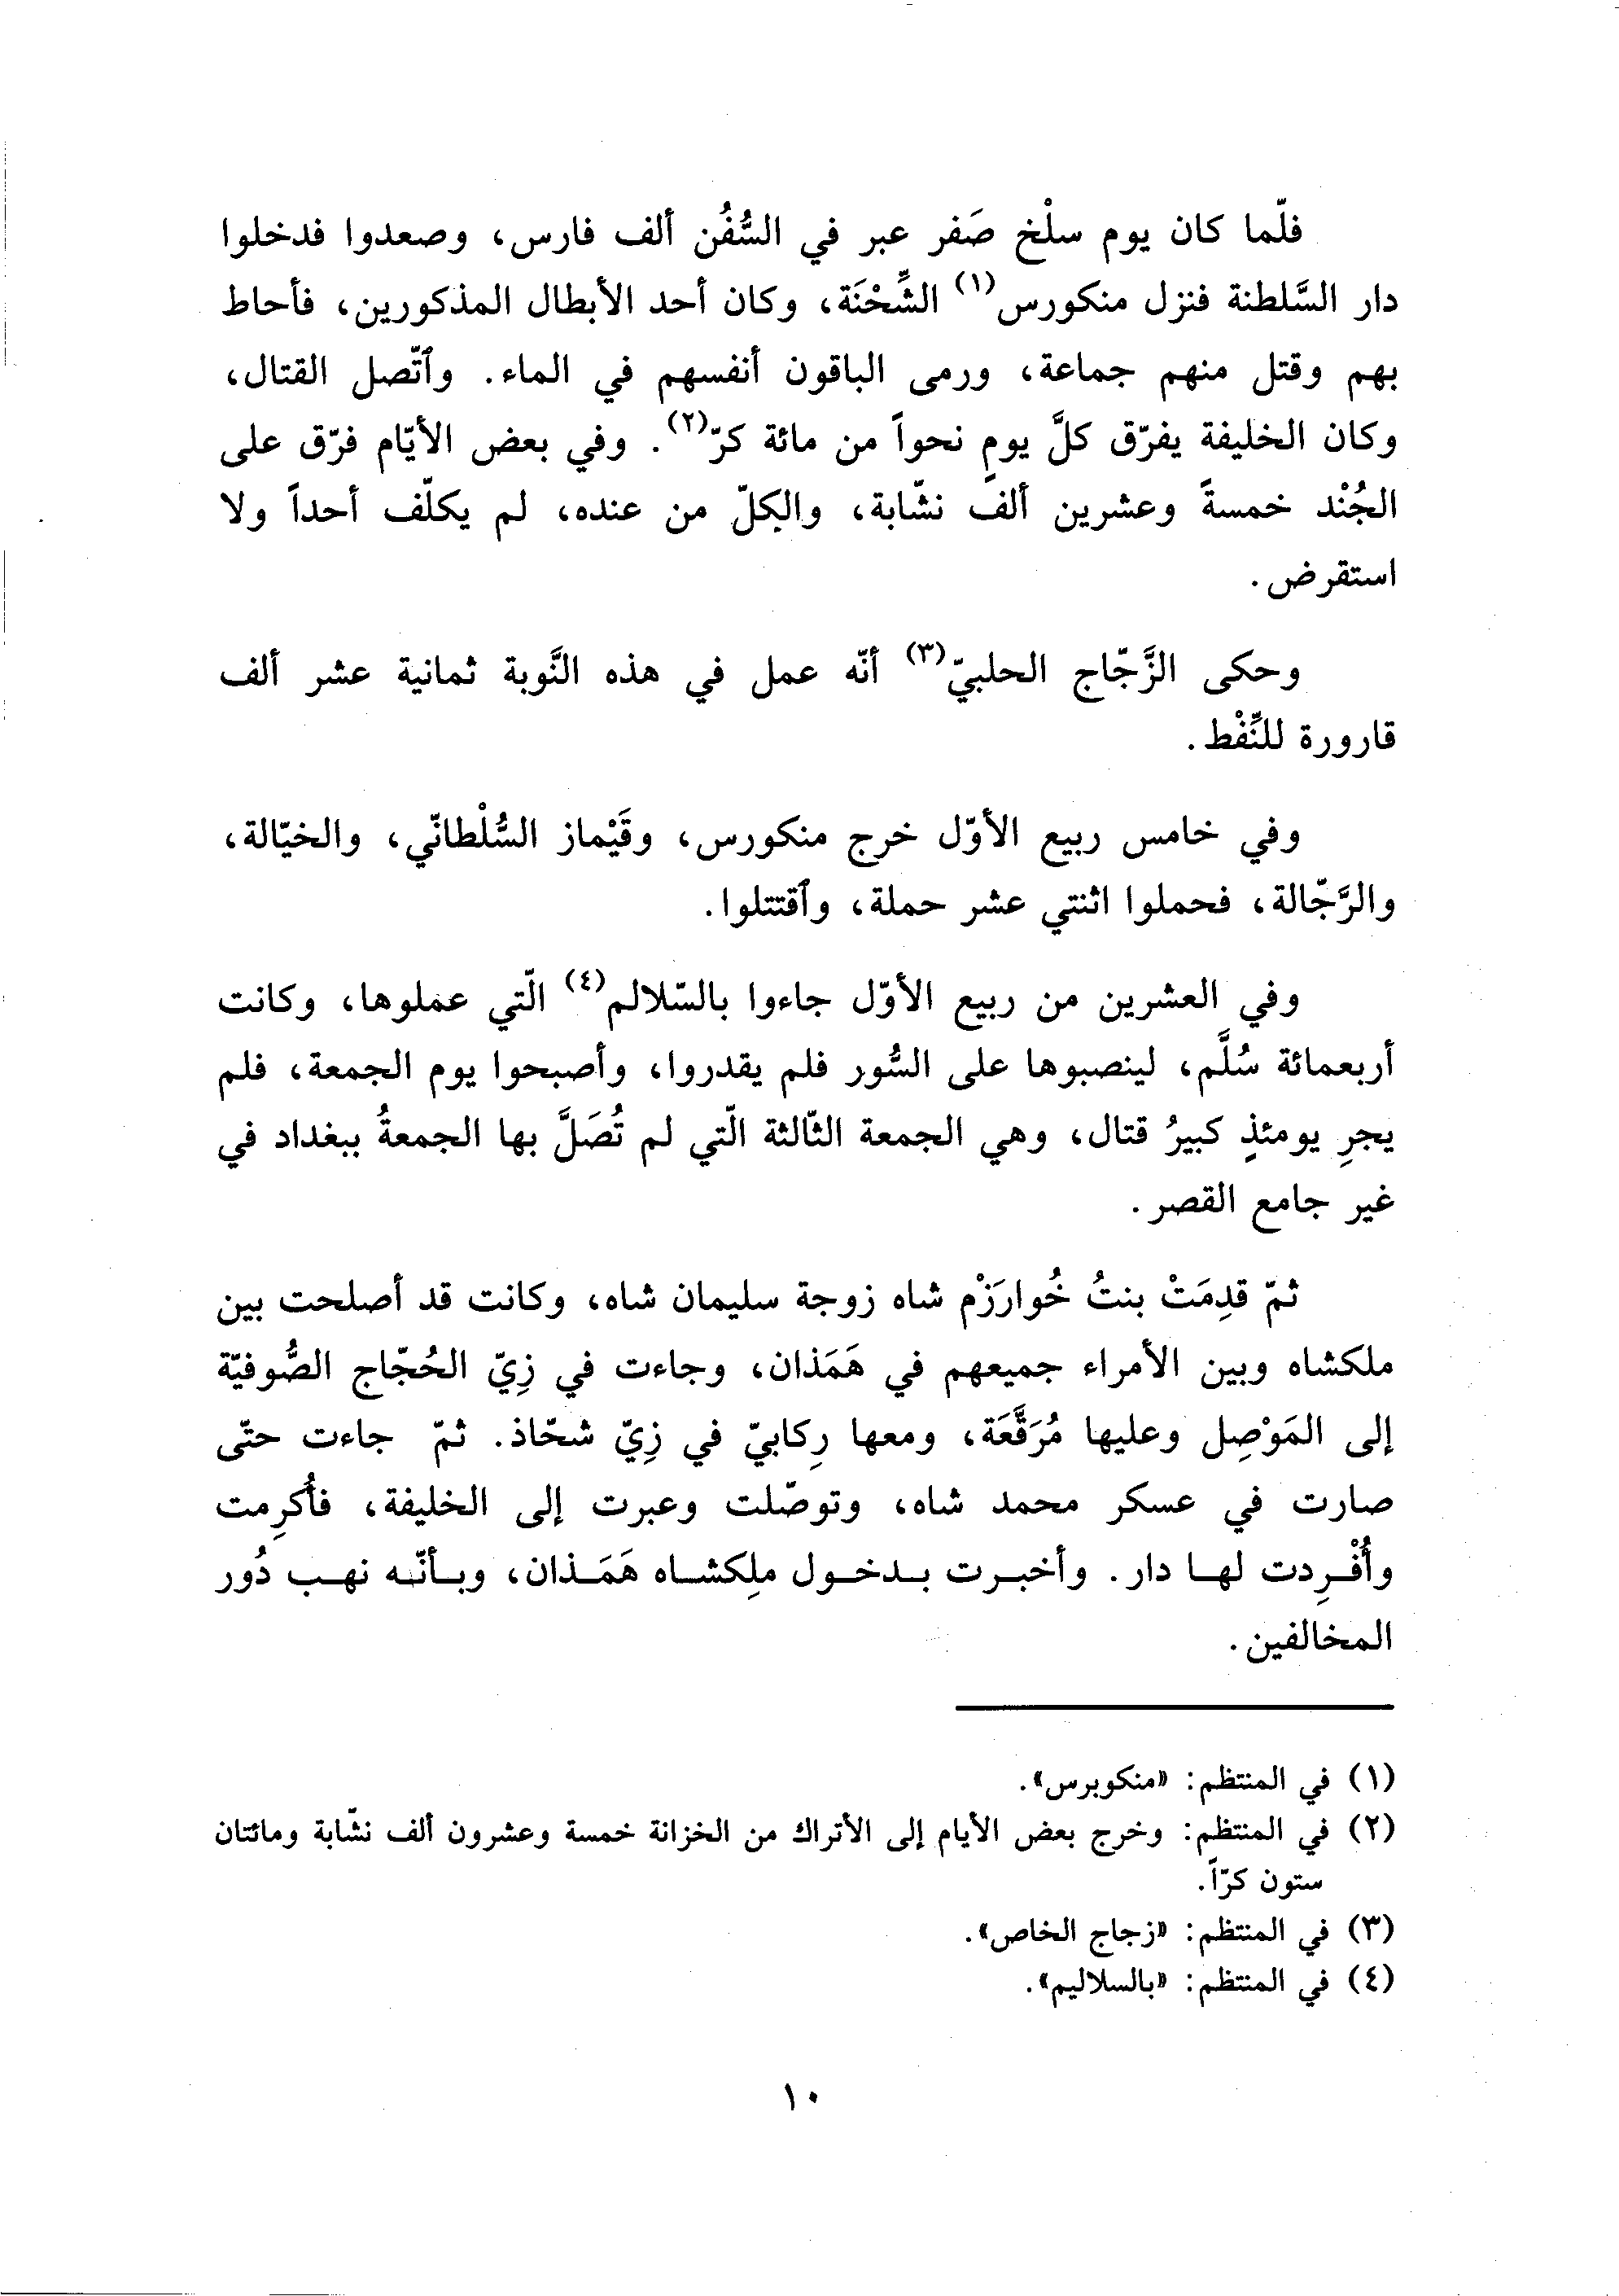 فلّما كان يوم سلْخ صَفر عبر في السُّفُن ألف فارس، وصعدوا فدخلوا
دار السَّلطنة فنزل منكورس(١) الشِّحْنَة، وكان أحد الأبطال المذكورين، فأحاط
بهم وقتل منهم جماعة، ورمى الباقون أنفسهم في الماء. وٱتّصل القتال،
وكان الخليفة يفرّق كلَّ يومٍ نحواً من مائة كرّ(٢). وفي بعض الأيّام فرّق على
الجُنْد خمسةً وعشرين ألف نشّابة، والكلّ من عنده، لم يكلّف أحداً ولا
استقرض.
وحكى الزَّجّاج الحلبيّ(٣) أنّه عمل في هذه النَّوبة ثمانية عشر ألف
قارورة للنِّفْط.
وفي خامس ربيع الأوّل خرج منكورس، وقَيْماز السُّلْطانّي، والخيّالة،
والرَّجّالة، فحملوا اثنتي عشر حملة، وٱقتتلوا.
وفي العشرين من ربيع الأوّل جاءوا بالسّلالم(٤) الّتي عملوها، وكانت
أربعمائة سُلَّم، لينصبوها على السُّور فلم يقدروا، وأصبحوا يوم الجمعة، فلم
يجرِ يومئذٍ كبيرُ قتال، وهي الجمعة الثّالثة الّتي لم تُصَلَّ بها الجمعةُ ببغداد في
غير جامع القصر.
ثمّ قدِمَتْ بنتُ خُوارَزْم شاه زوجة سليمان شاه، وكانت قد أصلحت بين
ملكشاه وبين الأمراء جميعهم في هَمَذان، وجاءت في زِيّ الحُجّاج الصُّوفيّة
إلى المَوْصِل وعليها مُرَقَّعَة، ومعها رِكابيّ في زِيّ شحّاذ. ثمّ جاءت حتّى
صارت في عسكر محمد شاه، وتوصّلت وعبرت إلى الخليفة، فأُكرِمت
وأُفْرِدت لها دار. وأخبرت بدخول ملِكشاه هَمَذان، وبأنّه نهب دُور
المخالفين.
(١) في المنتظم: «منكوبرس».
(٢) في المنتظم: وخرج بعض الأيام إلى الأتراك من الخزانة خمسة وعشرون ألف نشّابة ومائتان
ستون كرّاً.
(٣) في المنتظم: «زجاج الخاص».
(٤) في المنتظم: «بالسلاليم».
١٠